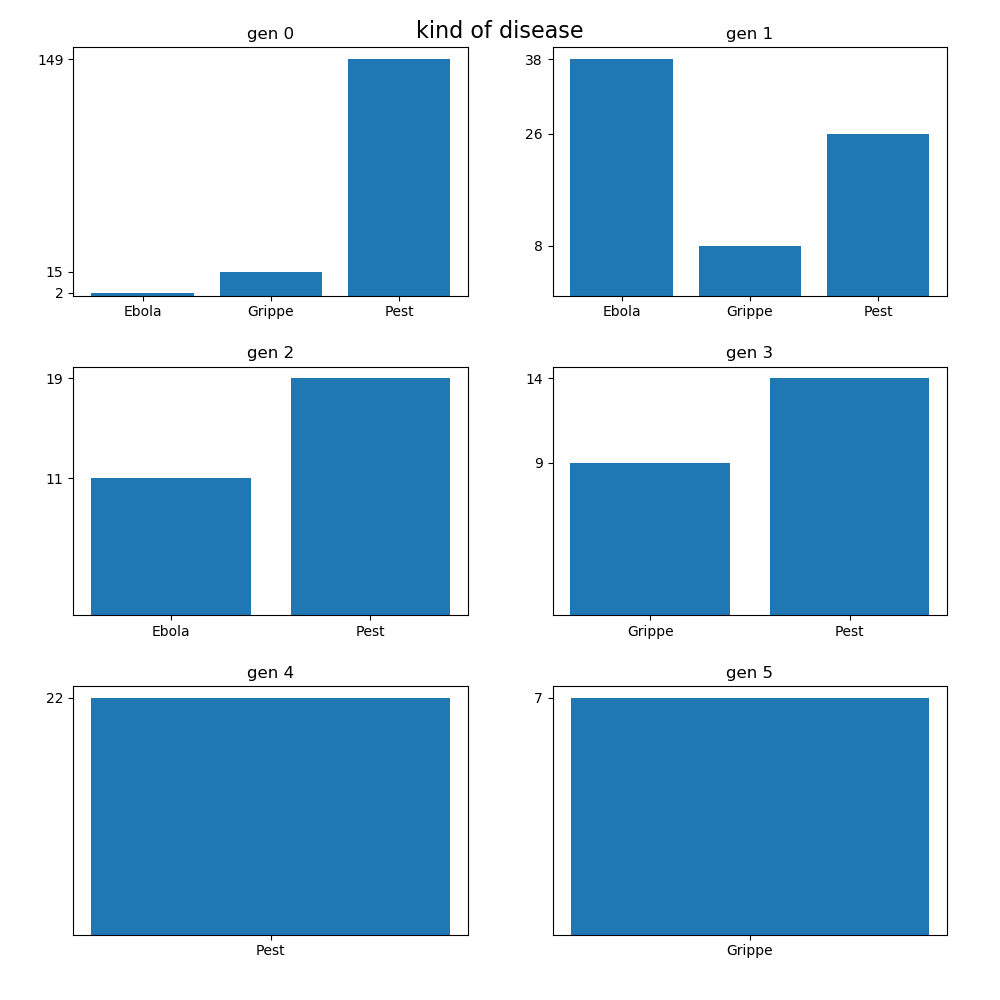 kind of disease
gen 0
149
15
2
Ebola Grippe Pest
gen 1
38
26
8
Ebola Grippe Pest
gen 2
19
11
Ebola Pest
gen 3
14
9
Grippe Pest
gen 4
22
Pest
gen 5
7
Grippe